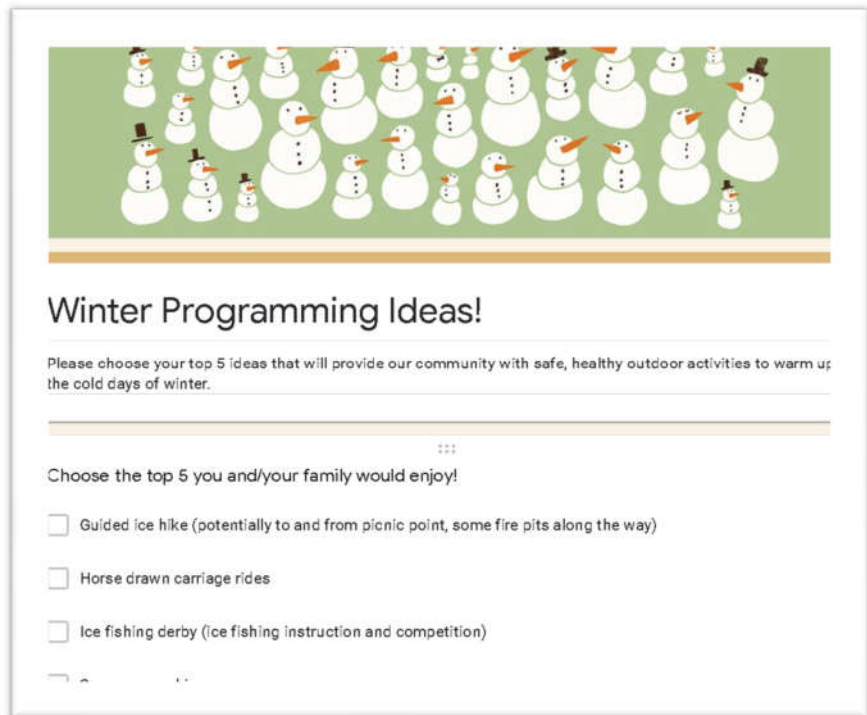 Winter Programming Ideas!
Please choose your top 5 ideas that will provide our community with safe, healthy outdoor activities to warm up
the cold days of winter.
Choose the top 5 you and/your family would enjoy!
Guided ice hike (potentially to and from picnic point, some fire pits along the way)
Horse drawn carriage rides
Ice fishing derby (ice fishing instruction and competition)